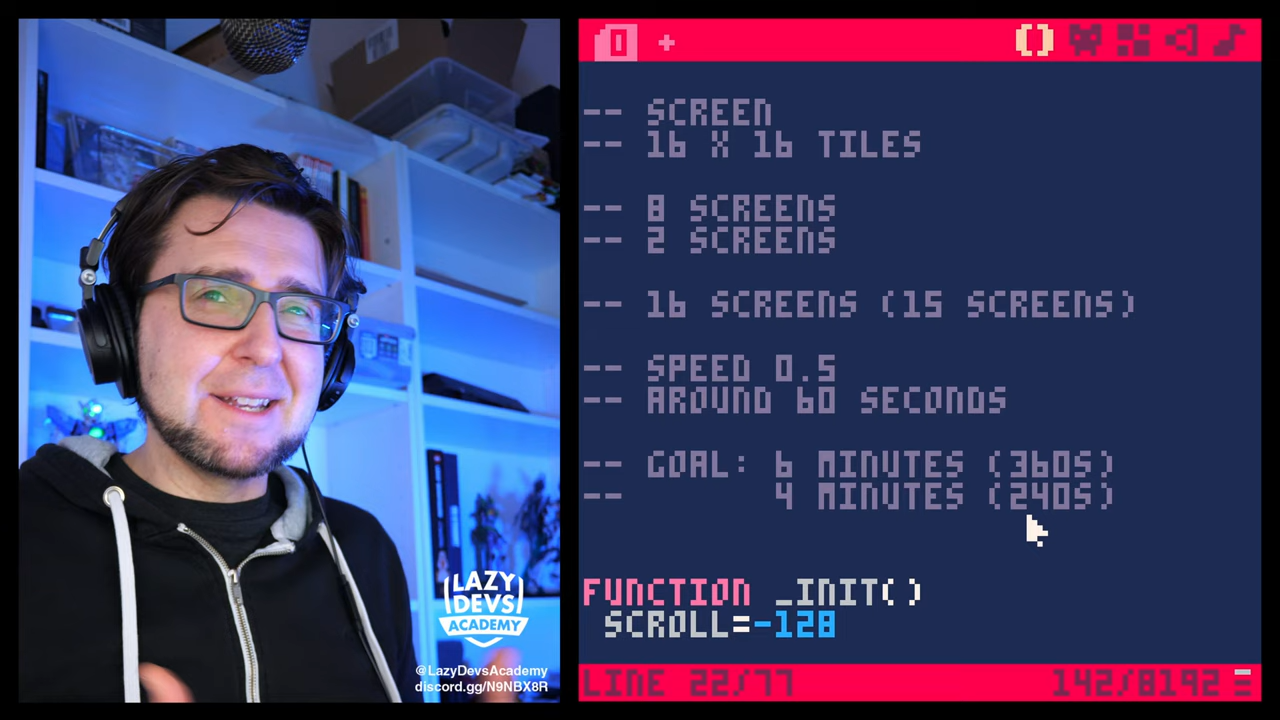 LAZY
DEVS
ACADEMY
@LazyDevsAcademy
discord.gg/N9NBX8R
0 +
-- SCREEN
-- 16 X 16 TILES
-- 8 SCREENS
-- 2 SCREENS
-- 16 SCREENS (15 SCREENS)
-- SPEED 0.5
-- AROUND 60 SECONDS
-- GOAL: 6 MINUTES (360S)
-- 4 MINUTES (240S)
FUNCTION _INIT()
SCROLL=-128
LINE 22/77
142/8192